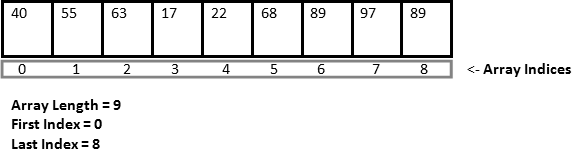 40 55 63 17 22 68 89 97 89
0 1 2 3 4 5 6 7 8 <- Array Indices
Array Length = 9
First Index = 0
Last Index = 8